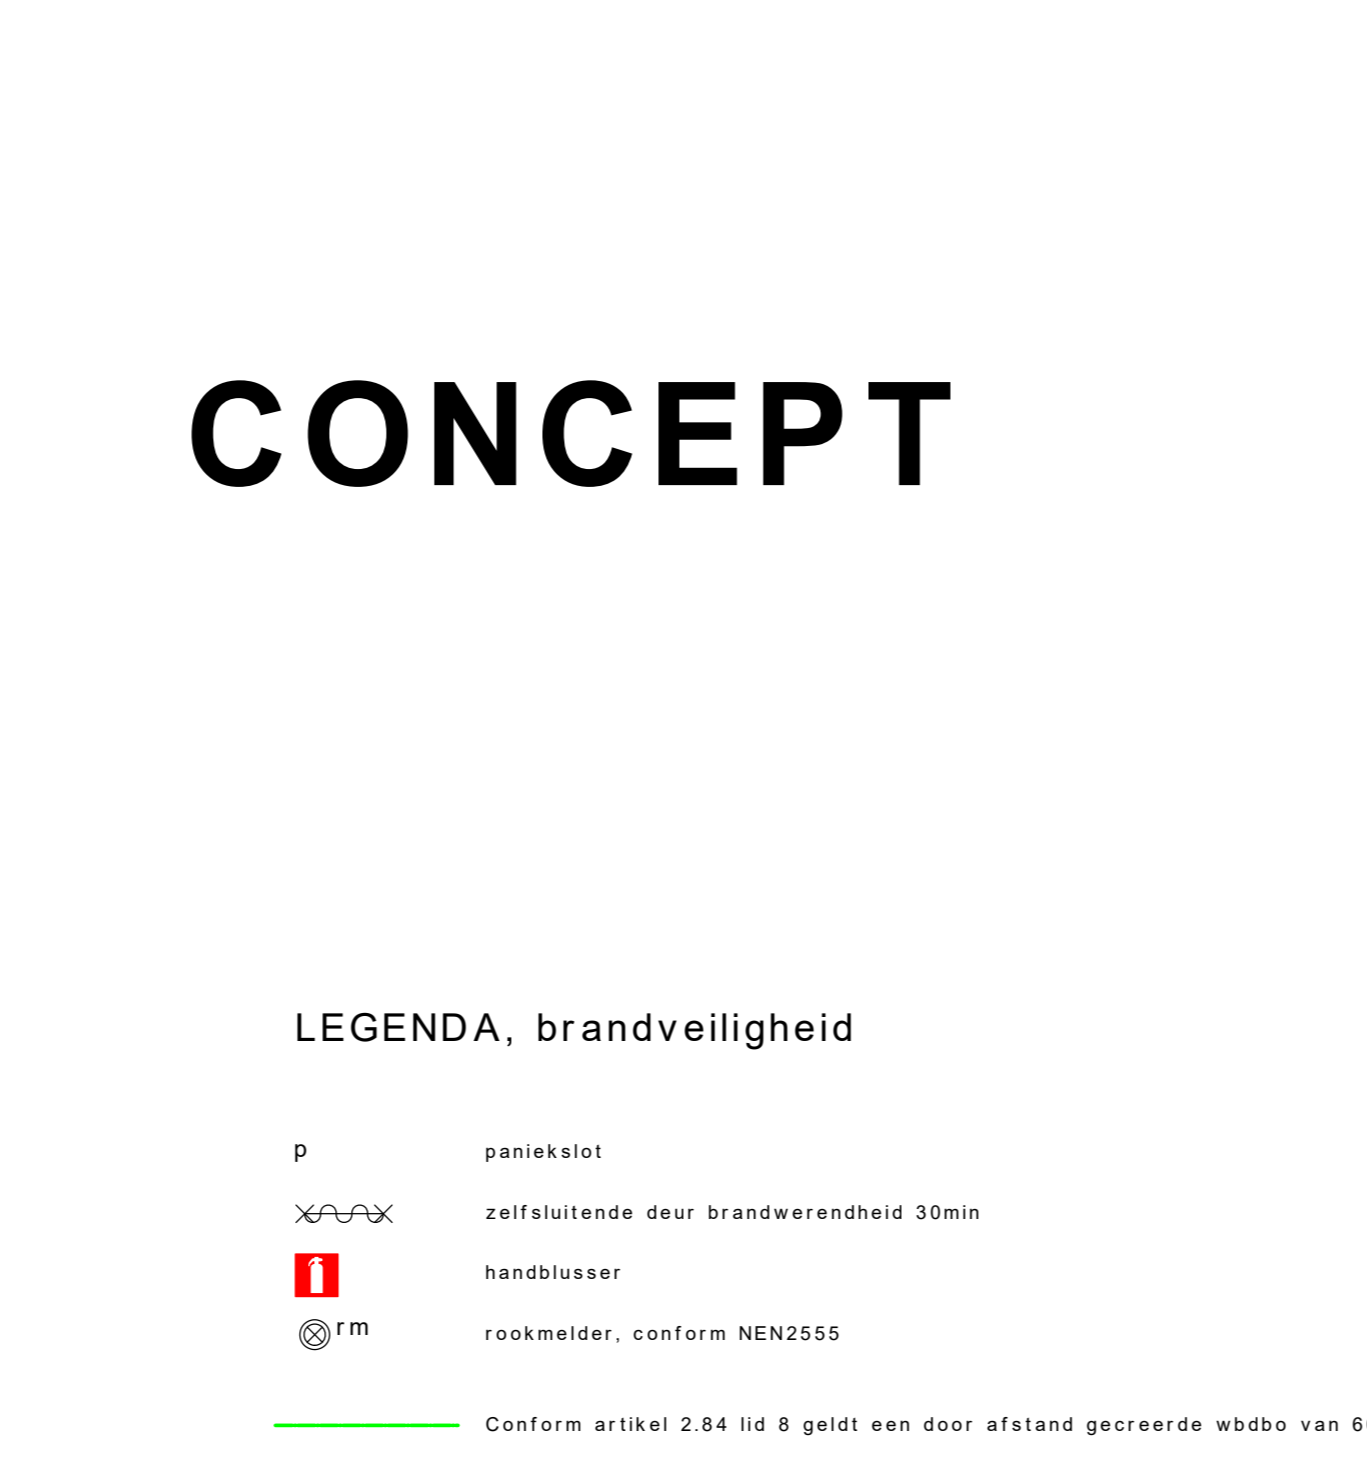 CONCEPT
LEGENDA, brandveiligheid
p paniekslot
zelfsluitende deur brandwerendheid 30min
handblusser
rm rookmelder, conform NEN2555
Conform artikel 2.84 lid 8 geldt een door afstand gecreerde wbdbo van